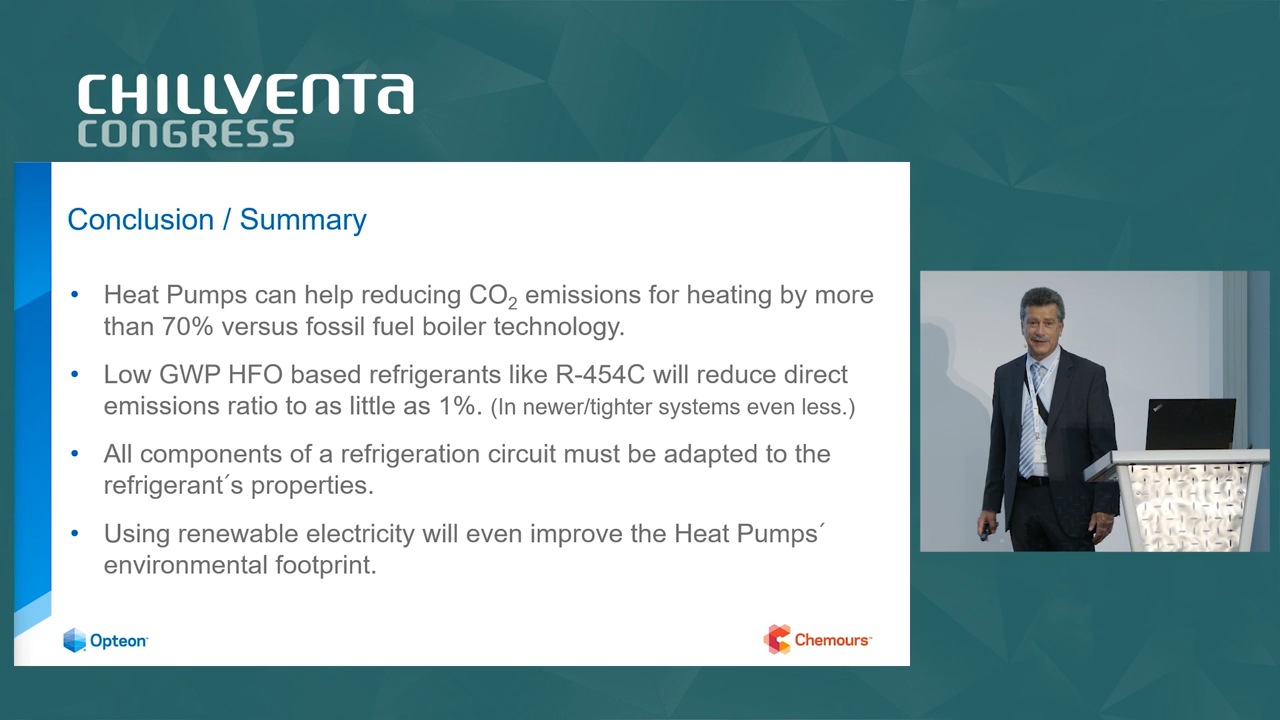 CHILLVENTA
CONGRESS
Conclusion / Summary
• Heat Pumps can help reducing CO₂ emissions for heating by more
than 70% versus fossil fuel boiler technology.
• Low GWP HFO based refrigerants like R-454C will reduce direct
emissions ratio to as little as 1%. (In newer/tighter systems even less.)
• All components of a refrigeration circuit must be adapted to the
refrigerant´s properties.
• Using renewable electricity will even improve the Heat Pumps´
environmental footprint.
Opteon™
Chemours™